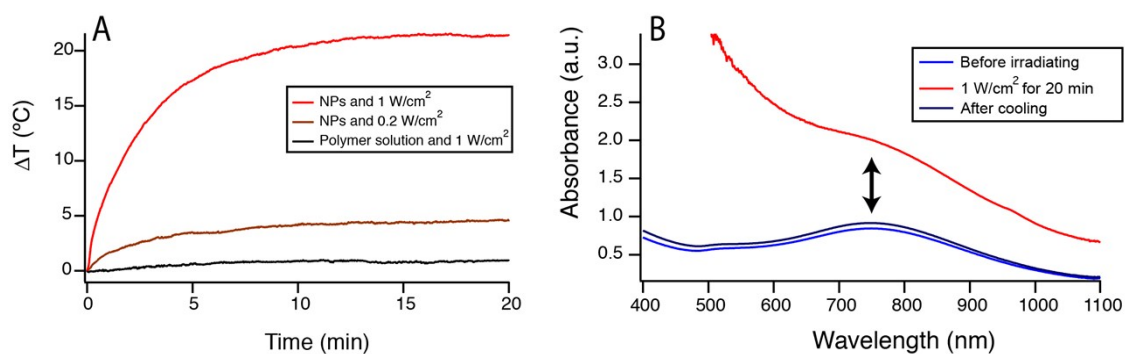 A
ΔT (ºC)
20
15
10
5
0
NPs and 1 W/cm²
NPs and 0.2 W/cm²
Polymer solution and 1 W/cm²
0 5 10 15 20
Time (min)
B
Absorbance (a.u.)
3.0
2.5
2.0
1.5
1.0
0.5
Before irradiating
1 W/cm² for 20 min
After cooling
400 500 600 700 800 900 1000 1100
Wavelength (nm)